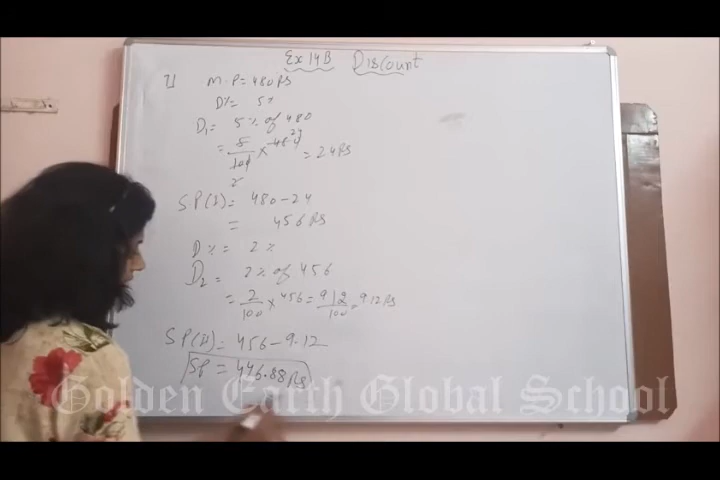 Ex 14B Discount
M.P = 480 RS
D% = 5%
D1 = 5% of 480
= 5/100 × 480 = 24 RS
SP(I) = 480 - 24
= 456 RS
D% = 2%
D2 = 2% of 456
= 2/100 × 456 = 912/100 = 9.12 RS
SP(II) = 456 - 9.12
SP = 446.88 RS
Golden Earth Global School